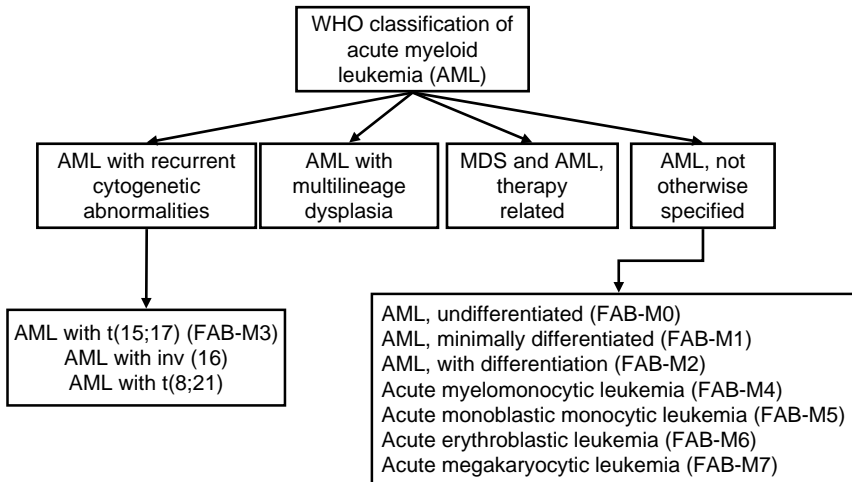 WHO classification of
acute myeloid
leukemia (AML)
AML with recurrent
cytogenetic
abnormalities
AML with
multilineage
dysplasia
MDS and AML,
therapy
related
AML, not
otherwise
specified
AML with t(15;17) (FAB-M3)
AML with inv (16)
AML with t(8;21)
AML, undifferentiated (FAB-M0)
AML, minimally differentiated (FAB-M1)
AML, with differentiation (FAB-M2)
Acute myelomonocytic leukemia (FAB-M4)
Acute monoblastic monocytic leukemia (FAB-M5)
Acute erythroblastic leukemia (FAB-M6)
Acute megakaryocytic leukemia (FAB-M7)